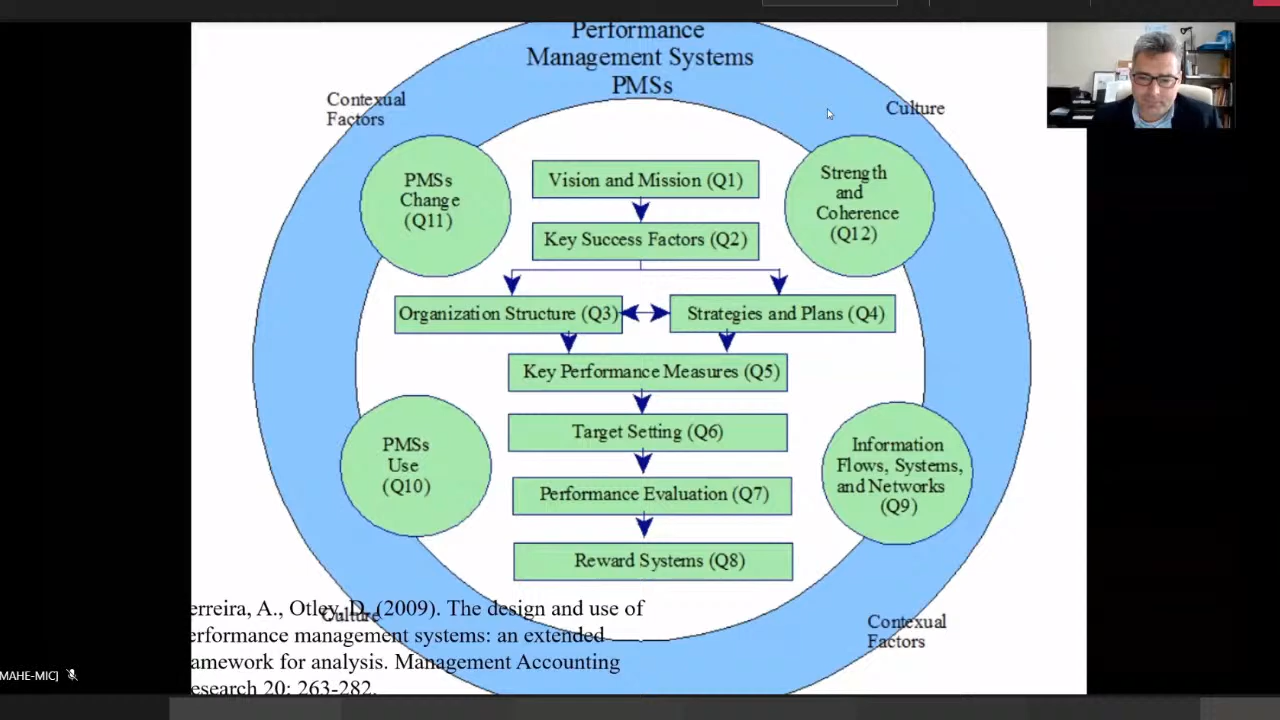 Performance
Management Systems
PMSs
Contexual
Factors
Culture
PMSs
Change
(Q11)
Strength
and
Coherence
(Q12)
Vision and Mission (Q1)
Key Success Factors (Q2)
Organization Structure (Q3)
Strategies and Plans (Q4)
Key Performance Measures (Q5)
Target Setting (Q6)
Performance Evaluation (Q7)
Reward Systems (Q8)
PMSs
Use
(Q10)
Information
Flows, Systems,
and Networks
(Q9)
Culture
Contexual
Factors
erreira, A., Otley, D. (2009). The design and use of
erformance management systems: an extended
amework for analysis. Management Accounting
esearch 20: 263-282.
MAHE-MIC]